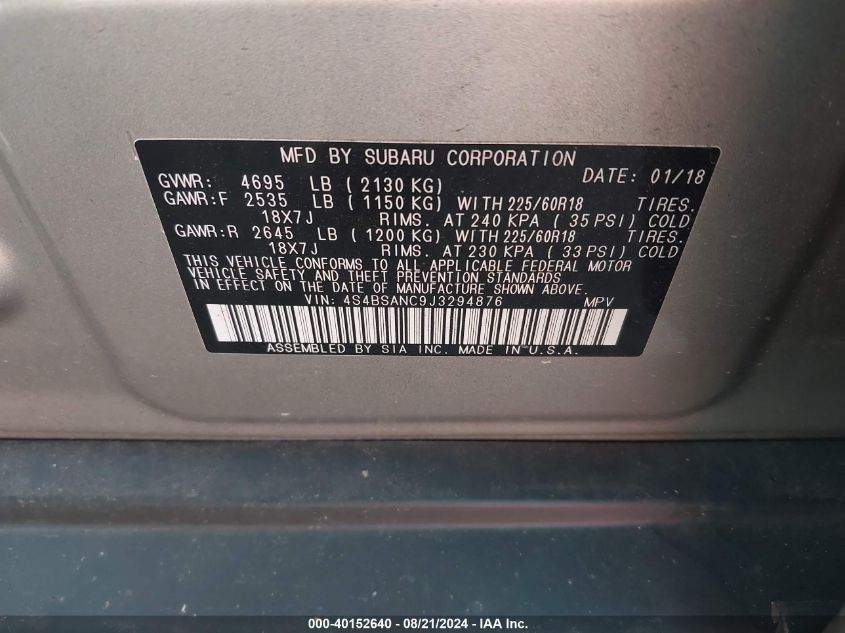 MFD BY SUBARU CORPORATION
GVWR: 4695 LB (2130 KG) DATE: 01/18
GAWR:F 2535 LB (1150 KG) WITH 225/60R18 TIRES.
18X7J RIMS. AT 240 KPA (35 PSI) COLD
GAWR:R 2645 LB (1200 KG) WITH 225/60R18 TIRES.
18X7J RIMS. AT 230 KPA (33 PSI) COLD
THIS VEHICLE CONFORMS TO ALL APPLICABLE FEDERAL MOTOR
VEHICLE SAFETY AND THEFT PREVENTION STANDARDS
IN EFFECT ON THE DATE OF MANUFACTURE SHOWN ABOVE.
VIN: 4S4BSANC9J3294876 MPV
ASSEMBLED BY SIA INC. MADE IN U.S.A.
000-40152640 - 08/21/2024 - IAA Inc.